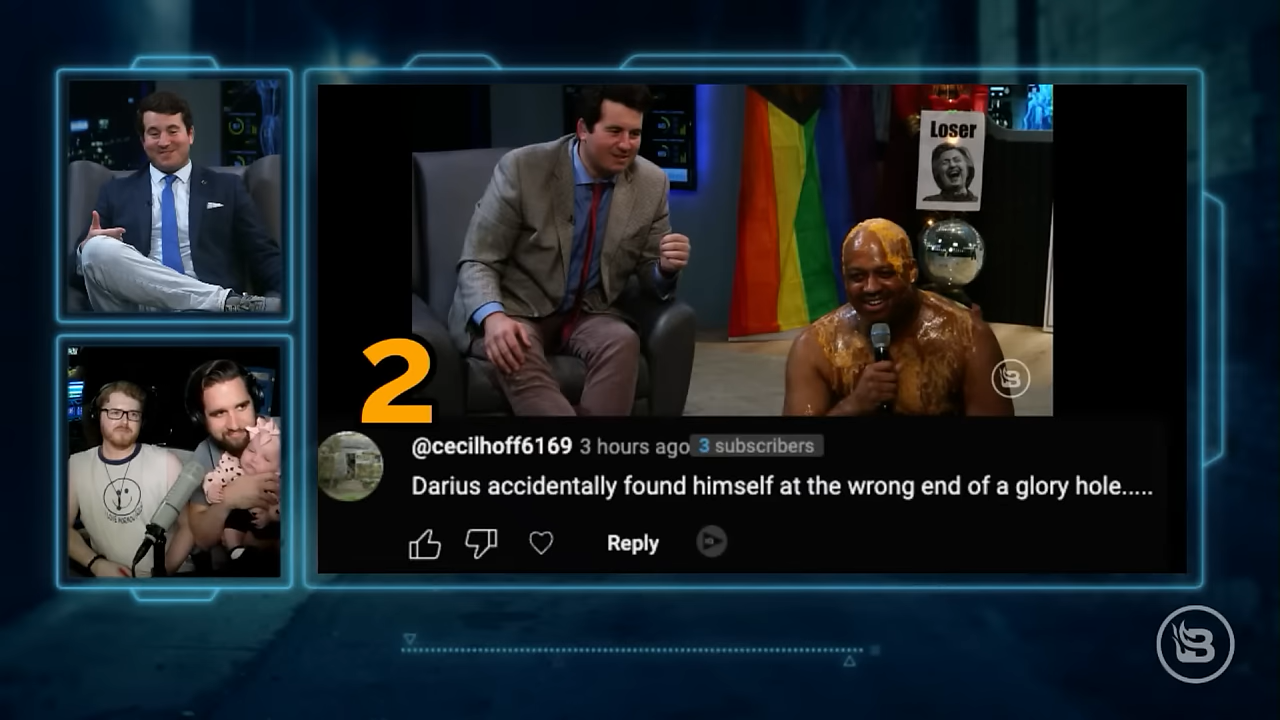 Loser
2
@cecilhoff6169 3 hours ago 3 subscribers
Darius accidentally found himself at the wrong end of a glory hole.....
Reply
B